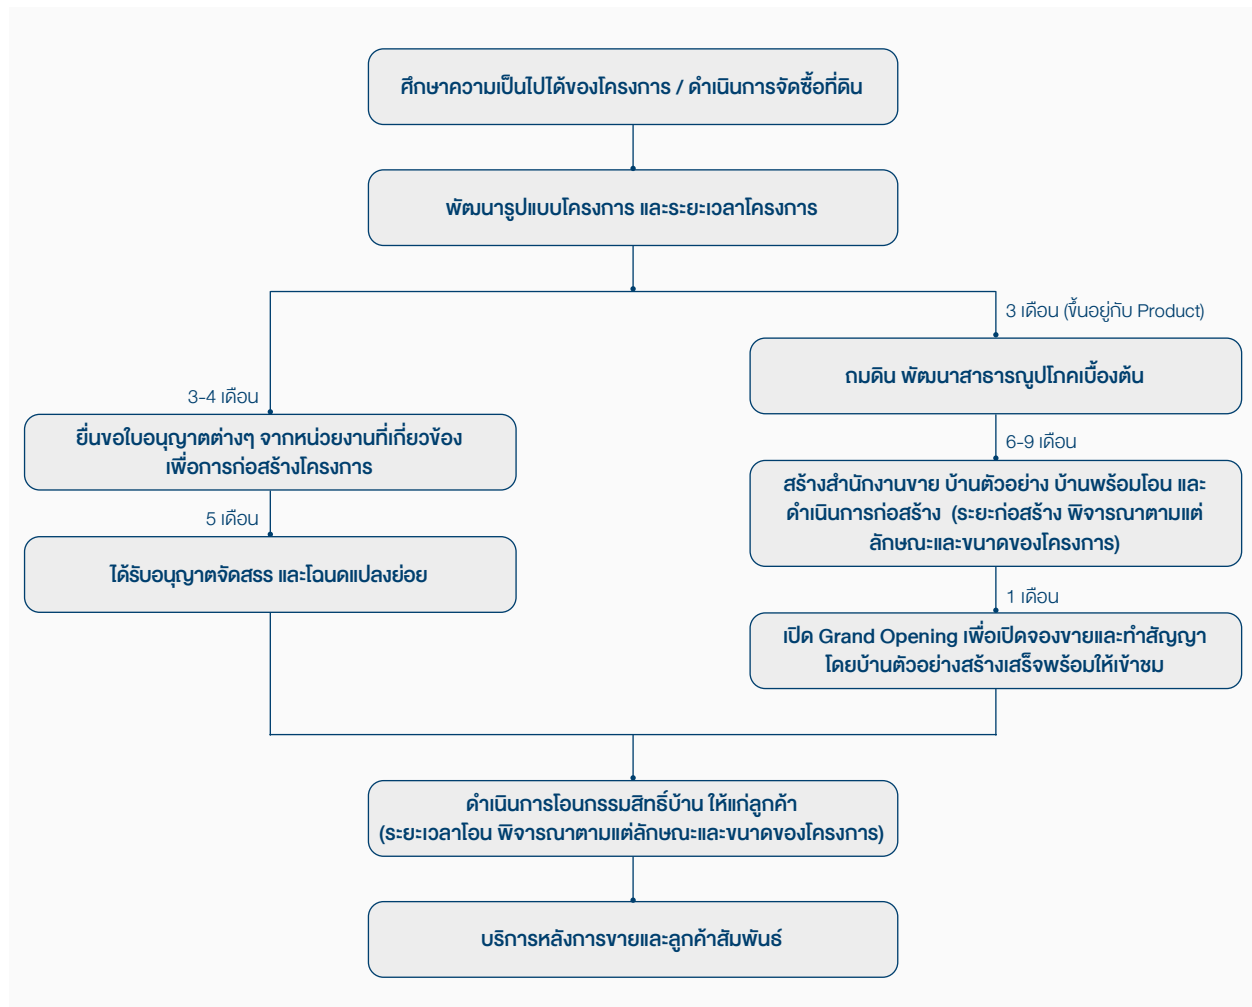 ศึกษาความเป็นไปได้ของโครงการ / ดำเนินการจัดซื้อที่ดิน
พัฒนารูปแบบโครงการ และระยะเวลาโครงการ
3-4 เดือน
ยื่นขอใบอนุญาตต่างๆ จากหน่วยงานที่เกี่ยวข้อง
เพื่อการก่อสร้างโครงการ
5 เดือน
ได้รับอนุญาตจัดสรร และโฉนดแปลงย่อย
3 เดือน (ขึ้นอยู่กับ Product)
ถมดิน พัฒนาสาธารณูปโภคเบื้องต้น
6-9 เดือน
สร้างสำนักงานขาย บ้านตัวอย่าง บ้านพร้อมโอน และ
ดำเนินการก่อสร้าง (ระยะก่อสร้าง พิจารณาตามแต่
ลักษณะและขนาดของโครงการ)
1 เดือน
เปิด Grand Opening เพื่อเปิดจองขายและทำสัญญา
โดยบ้านตัวอย่างสร้างเสร็จพร้อมให้เข้าชม
ดำเนินการโอนกรรมสิทธิ์บ้าน ให้แก่ลูกค้า
(ระยะเวลาโอน พิจารณาตามแต่ลักษณะและขนาดของโครงการ)
บริการหลังการขายและลูกค้าสัมพันธ์